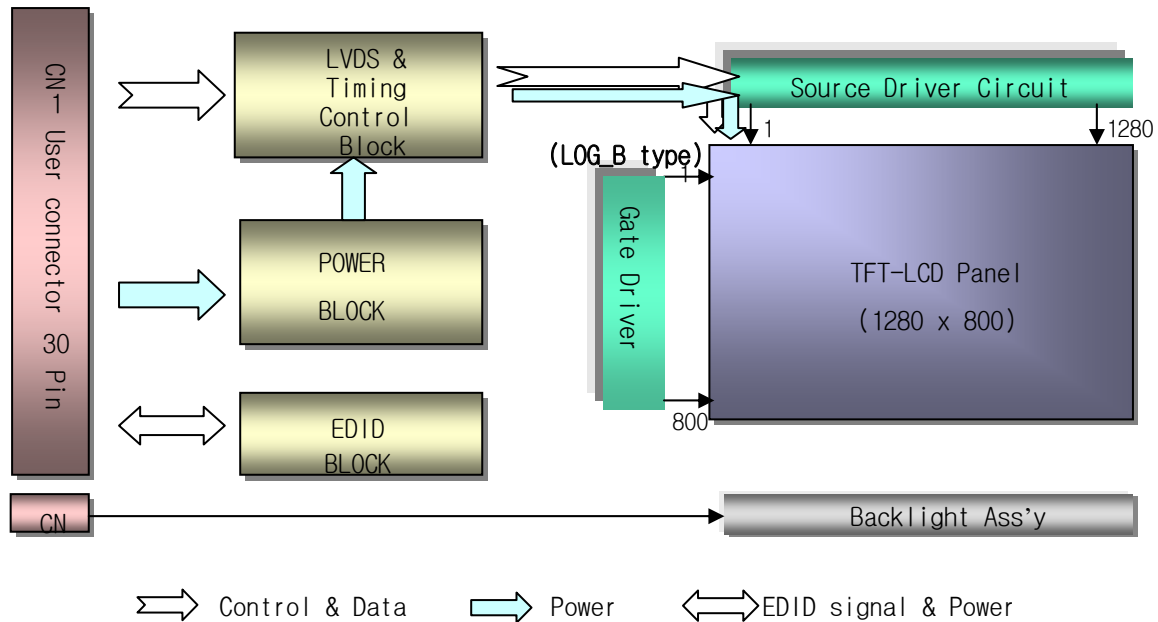 CN-1 User connector 30 Pin
LVDS &
Timing
Control
Block
Source Driver Circuit
1
1280
(LOG_B type)
1
Gate Driver
800
POWER
BLOCK
TFT-LCD Panel
(1280 x 800)
EDID
BLOCK
CN
Backlight Ass'y
Control & Data
Power
EDID signal & Power